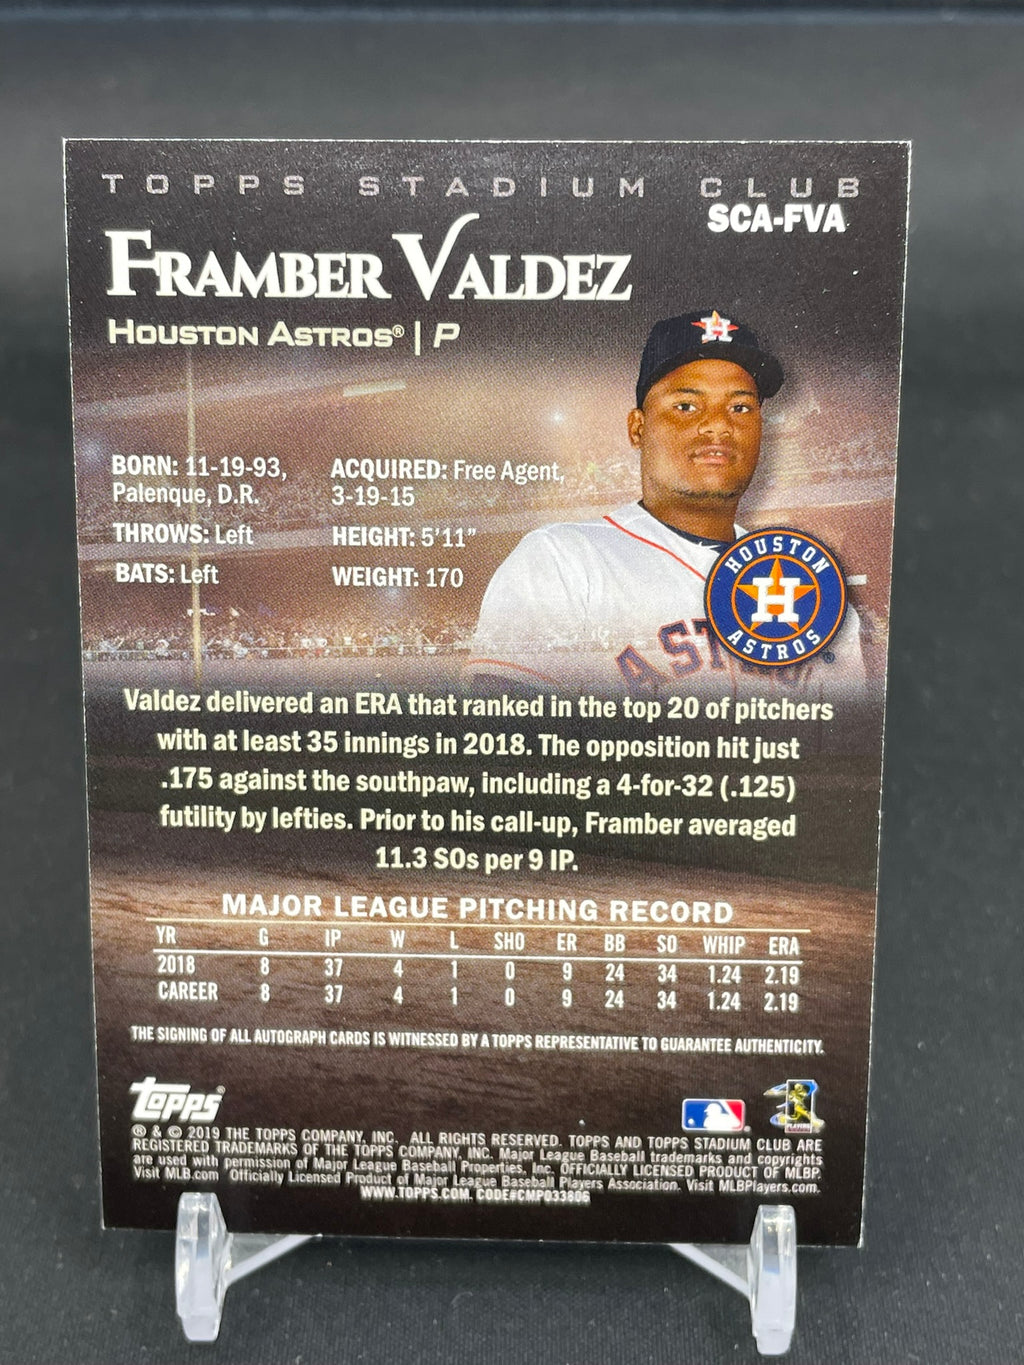 TOPPS STADIUM CLUB
SCA-FVA
FRAMBER VALDEZ
HOUSTON ASTROS® | P
H
BORN: 11-19-93,
Palenque, D.R.
THROWS: Left
BATS: Left
ACQUIRED: Free Agent,
3-19-15
HEIGHT: 5'11"
WEIGHT: 170
HOUSTON
H
ASTROS
®
AST
Valdez delivered an ERA that ranked in the top 20 of pitchers
with at least 35 innings in 2018. The opposition hit just
.175 against the southpaw, including a 4-for-32 (.125)
futility by lefties. Prior to his call-up, Framber averaged
11.3 SOs per 9 IP.
MAJOR LEAGUE PITCHING RECORD
YR G IP W L SHO ER BB SO WHIP ERA
2018 8 37 4 1 0 9 24 34 1.24 2.19
CAREER 8 37 4 1 0 9 24 34 1.24 2.19
THE SIGNING OF ALL AUTOGRAPH CARDS IS WITNESSED BY A TOPPS REPRESENTATIVE TO GUARANTEE AUTHENTICITY.
topps®
PLAYERS
® & © 2019 THE TOPPS COMPANY, INC. ALL RIGHTS RESERVED. TOPPS AND TOPPS STADIUM CLUB ARE
REGISTERED TRADEMARKS OF THE TOPPS COMPANY, INC. Major League Baseball trademarks and copyrights
are used with permission of Major League Baseball Properties, Inc. OFFICIALLY LICENSED PRODUCT OF MLBP.
Visit MLB.com Officially Licensed Product of Major League Baseball Players Association. Visit MLBPlayers.com.
WWW.TOPPS.COM. CODE#CMP033806